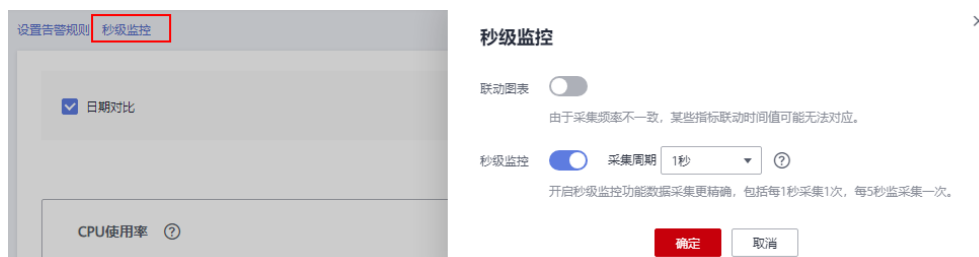 设置告警规则 秒级监控
日期对比
CPU使用率
秒级监控
联动图表
由于采集频率不一致，某些指标联动时间值可能无法对应。
秒级监控 采集周期 1秒
开启秒级监控功能数据采集更精确，包括每1秒采集1次，每5秒监采集一次。
确定 取消